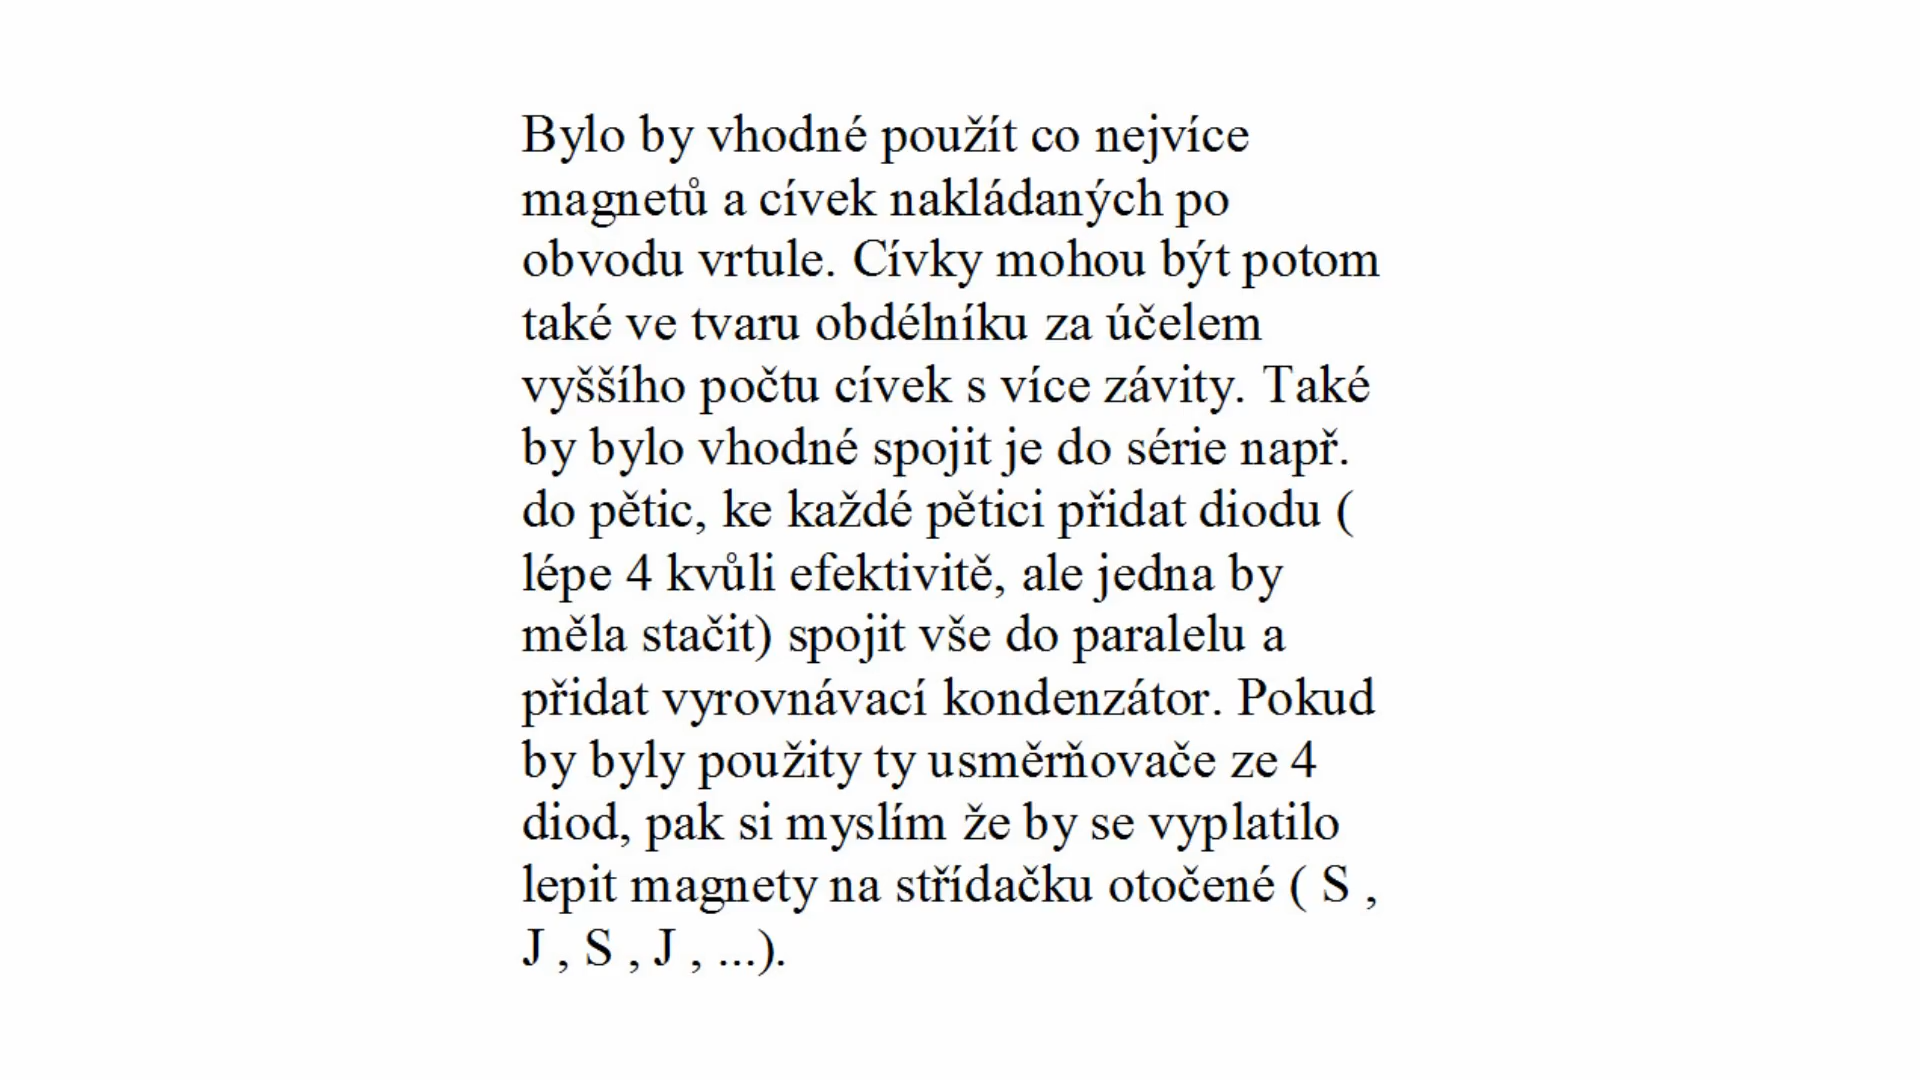 Bylo by vhodné použít co nejvíce
magnetů a cívek nakládaných po
obvodu vrtule. Cívky mohou být potom
také ve tvaru obdélníku za účelem
vyššího počtu cívek s více závity. Také
by bylo vhodné spojit je do série např.
do pětic, ke každé pětici přidat diodu (
lépe 4 kvůli efektivitě, ale jedna by
měla stačit) spojit vše do paralelu a
přidat vyrovnávací kondenzátor. Pokud
by byly použity ty usměrňovače ze 4
diod, pak si myslím že by se vyplatilo
lepit magnety na střídačku otočené ( S ,
J , S , J , ...).